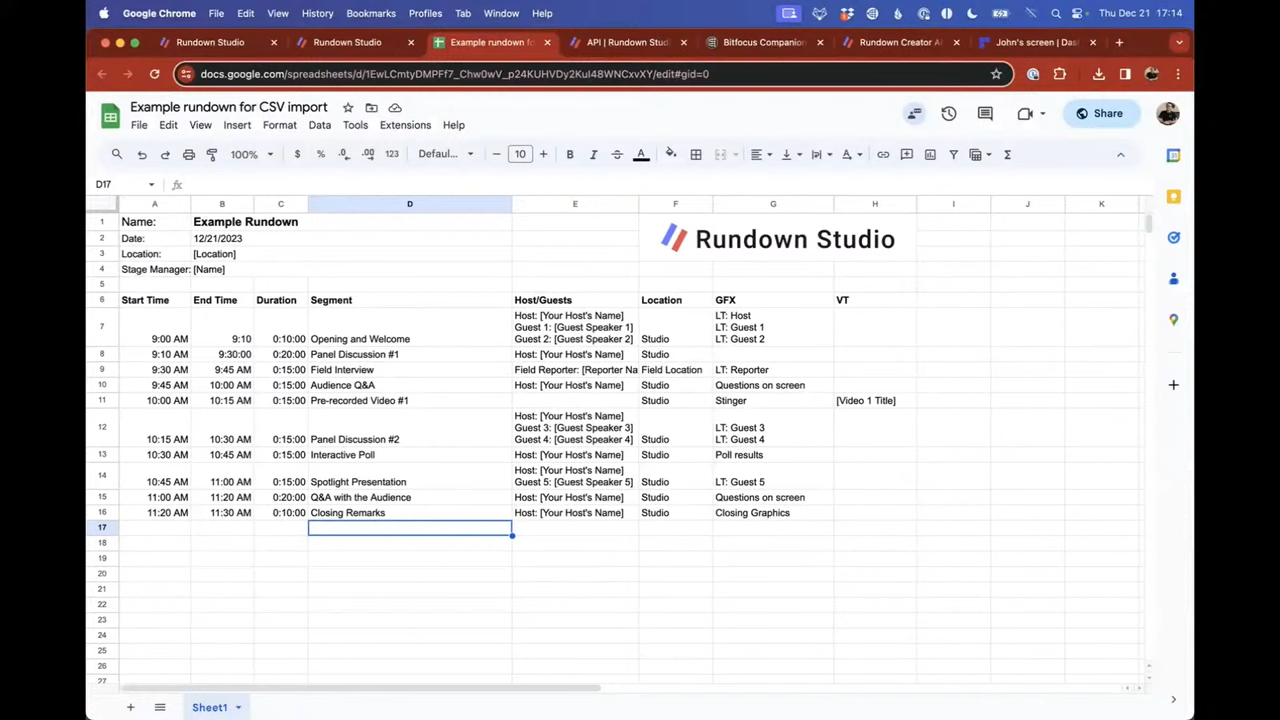 Google Chrome File Edit View History Bookmarks Profiles Tab Window Help Thu Dec 21 17:14
Rundown Studio Rundown Studio Example rundown fo API | Rundown Stud Bitfocus Companion Rundown Creator A John's screen | Das
docs.google.com/spreadsheets/d/1EwLCmtyDMPFf7_Chw0wV_p24KUHVDy2KuI48WNCxvXY/edit#gid=0
Example rundown for CSV import
Share
File Edit View Insert Format Data Tools Extensions Help
100% $ % .0 .00 123 Defaul... 10 B I A
D17 fx
A B C D E F G H I J K
1 Name: Example Rundown
Rundown Studio
2 Date: 12/21/2023
3 Location: [Location]
4 Stage Manager: [Name]
5
6 Start Time End Time Duration Segment Host/Guests Location GFX VT
Host: [Your Host's Name] LT: Host
7 Guest 1: [Guest Speaker 1] LT: Guest 1
9:00 AM 9:10 0:10:00 Opening and Welcome Guest 2: [Guest Speaker 2] Studio LT: Guest 2
8 9:10 AM 9:30:00 0:20:00 Panel Discussion #1 Host: [Your Host's Name] Studio
9 9:30 AM 9:45 AM 0:15:00 Field Interview Field Reporter: [Reporter Na Field Location LT: Reporter
10 9:45 AM 10:00 AM 0:15:00 Audience Q&A Host: [Your Host's Name] Studio Questions on screen
11 10:00 AM 10:15 AM 0:15:00 Pre-recorded Video #1 Studio Stinger [Video 1 Title]
Host: [Your Host's Name]
12 Guest 3: [Guest Speaker 3] LT: Guest 3
10:15 AM 10:30 AM 0:15:00 Panel Discussion #2 Guest 4: [Guest Speaker 4] Studio LT: Guest 4
13 10:30 AM 10:45 AM 0:15:00 Interactive Poll Host: [Your Host's Name] Studio Poll results
14 Host: [Your Host's Name]
10:45 AM 11:00 AM 0:15:00 Spotlight Presentation Guest 5: [Guest Speaker 5] Studio LT: Guest 5
15 11:00 AM 11:20 AM 0:20:00 Q&A with the Audience Host: [Your Host's Name] Studio Questions on screen
16 11:20 AM 11:30 AM 0:10:00 Closing Remarks Host: [Your Host's Name] Studio Closing Graphics
17
18
19
20
21
22
23
24
25
26
27
Sheet1